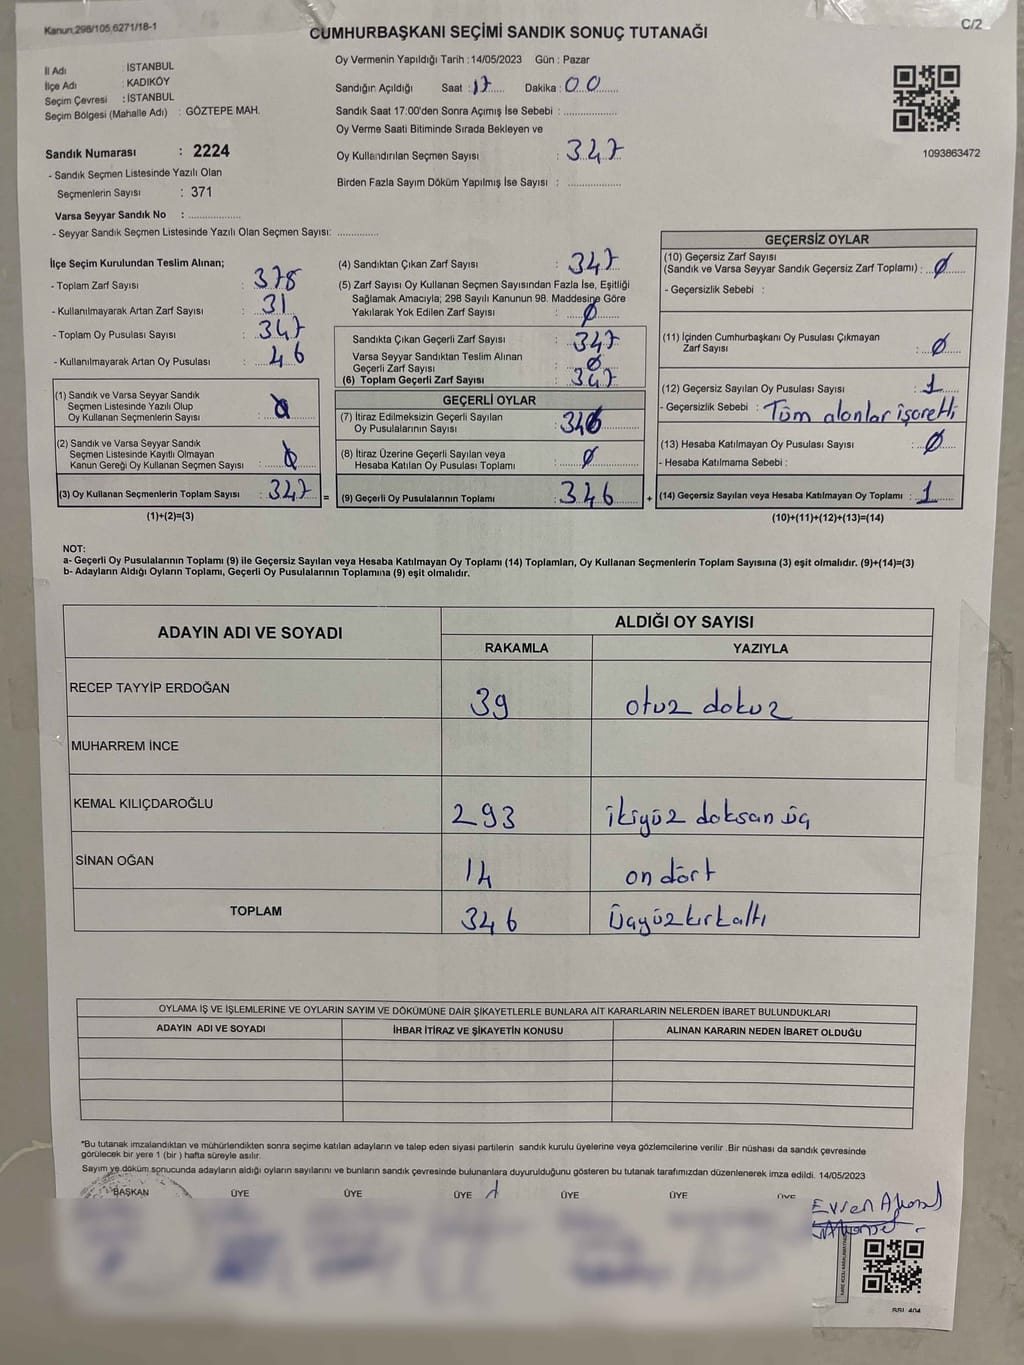 Kanun:298/105,6271/18-1
C/2
CUMHURBAŞKANI SEÇİMİ SANDIK SONUÇ TUTANAĞI
İl Adı : İSTANBUL
İlçe Adı : KADIKÖY
Seçim Çevresi : İSTANBUL
Seçim Bölgesi (Mahalle Adı) : GÖZTEPE MAH.
Sandık Numarası : 2224
- Sandık Seçmen Listesinde Yazılı Olan
Seçmenlerin Sayısı : 371
Varsa Seyyar Sandık No : ..................
- Seyyar Sandık Seçmen Listesinde Yazılı Olan Seçmen Sayısı: ..............
Oy Vermenin Yapıldığı Tarih : 14/05/2023 Gün : Pazar
Sandığın Açıldığı Saat : 17 Dakika : 00
Sandık Saat 17:00'den Sonra Açımış İse Sebebi : ..................
Oy Verme Saati Bitiminde Sırada Bekleyen ve
Oy Kullandırılan Seçmen Sayısı : 347
Birden Fazla Sayım Döküm Yapılmış İse Sayısı : ..................
1093863472
İlçe Seçim Kurulundan Teslim Alınan;
- Toplam Zarf Sayısı : 378
- Kullanılmayarak Artan Zarf Sayısı : 31
- Toplam Oy Pusulası Sayısı : 347
- Kullanılmayarak Artan Oy Pusulası : 46
(1) Sandık ve Varsa Seyyar Sandık
Seçmen Listesinde Yazılı Olup
Oy Kullanan Seçmenlerin Sayısı :
(2) Sandık ve Varsa Seyyar Sandık
Seçmen Listesinde Kayıtlı Olmayan
Kanun Gereği Oy Kullanan Seçmen Sayısı :
(3) Oy Kullanan Seçmenlerin Toplam Sayısı : 347 =
(1)+(2)=(3)
(4) Sandıktan Çıkan Zarf Sayısı : 347
(5) Zarf Sayısı Oy Kullanan Seçmen Sayısından Fazla İse, Eşitliği
Sağlamak Amacıyla; 298 Sayılı Kanunun 98. Maddesine Göre
Yakılarak Yok Edilen Zarf Sayısı : Ø
Sandıkta Çıkan Geçerli Zarf Sayısı : 347
Varsa Seyyar Sandıktan Teslim Alınan
Geçerli Zarf Sayısı : Ø
(6) Toplam Geçerli Zarf Sayısı : 347
GEÇERLİ OYLAR
(7) İtiraz Edilmeksizin Geçerli Sayılan
Oy Pusulalarının Sayısı : 346
(8) İtiraz Üzerine Geçerli Sayılan veya
Hesaba Katılan Oy Pusulası Toplamı : Ø
(9) Geçerli Oy Pusulalarının Toplamı : 346 +
GEÇERSİZ OYLAR
(10) Geçersiz Zarf Sayısı
(Sandık ve Varsa Seyyar Sandık Geçersiz Zarf Toplamı) : Ø
- Geçersizlik Sebebi :
(11) İçinden Cumhurbaşkanı Oy Pusulası Çıkmayan
Zarf Sayısı : Ø
(12) Geçersiz Sayılan Oy Pusulası Sayısı : 1
- Geçersizlik Sebebi : Tüm alanlar işaretli
(13) Hesaba Katılmayan Oy Pusulası Sayısı : Ø
- Hesaba Katılmama Sebebi :
(14) Geçersiz Sayılan veya Hesaba Katılmayan Oy Toplamı : 1
(10)+(11)+(12)+(13)=(14)
NOT:
a- Geçerli Oy Pusulalarının Toplamı (9) ile Geçersiz Sayılan veya Hesaba Katılmayan Oy Toplamı (14) Toplamları, Oy Kullanan Seçmenlerin Toplam Sayısına (3) eşit olmalıdır. (9)+(14)=(3)
b- Adayların Aldığı Oyların Toplamı, Geçerli Oy Pusulalarının Toplamına (9) eşit olmalıdır.
ADAYIN ADI VE SOYADI
ALDIĞI OY SAYISI
RAKAMLA YAZIYLA
RECEP TAYYİP ERDOĞAN 39 otuz dokuz
MUHARREM İNCE
KEMAL KILIÇDAROĞLU 293 ikiyüz doksan üç
SİNAN OĞAN 14 on dört
TOPLAM 346 Üçyüzkırkaltı
OYLAMA İŞ VE İŞLEMLERİNE VE OYLARIN SAYIM VE DÖKÜMÜNE DAİR ŞİKAYETLERLE BUNLARA AİT KARARLARIN NELERDEN İBARET BULUNDUKLARI
ADAYIN ADI VE SOYADI İHBAR İTİRAZ VE ŞİKAYETİN KONUSU ALINAN KARARIN NEDEN İBARET OLDUĞU
*Bu tutanak imzalandıktan ve mühürlendikten sonra seçime katılan adayların ve talep eden siyasi partilerin sandık kurulu üyelerine veya gözlemcilerine verilir. Bir nüshası da sandık çevresinde
görülecek bir yere 1 (bir ) hafta süreyle asılır.
Sayım ve döküm sonucunda adayların aldığı oyların sayılarını ve bunların sandık çevresinde bulunanlara duyurulduğunu gösteren bu tutanak tarafımızdan düzenlenerek imza edildi. 14/05/2023
BAŞKAN ÜYE ÜYE ÜYE ÜYE ÜYE ÜYE
Evren